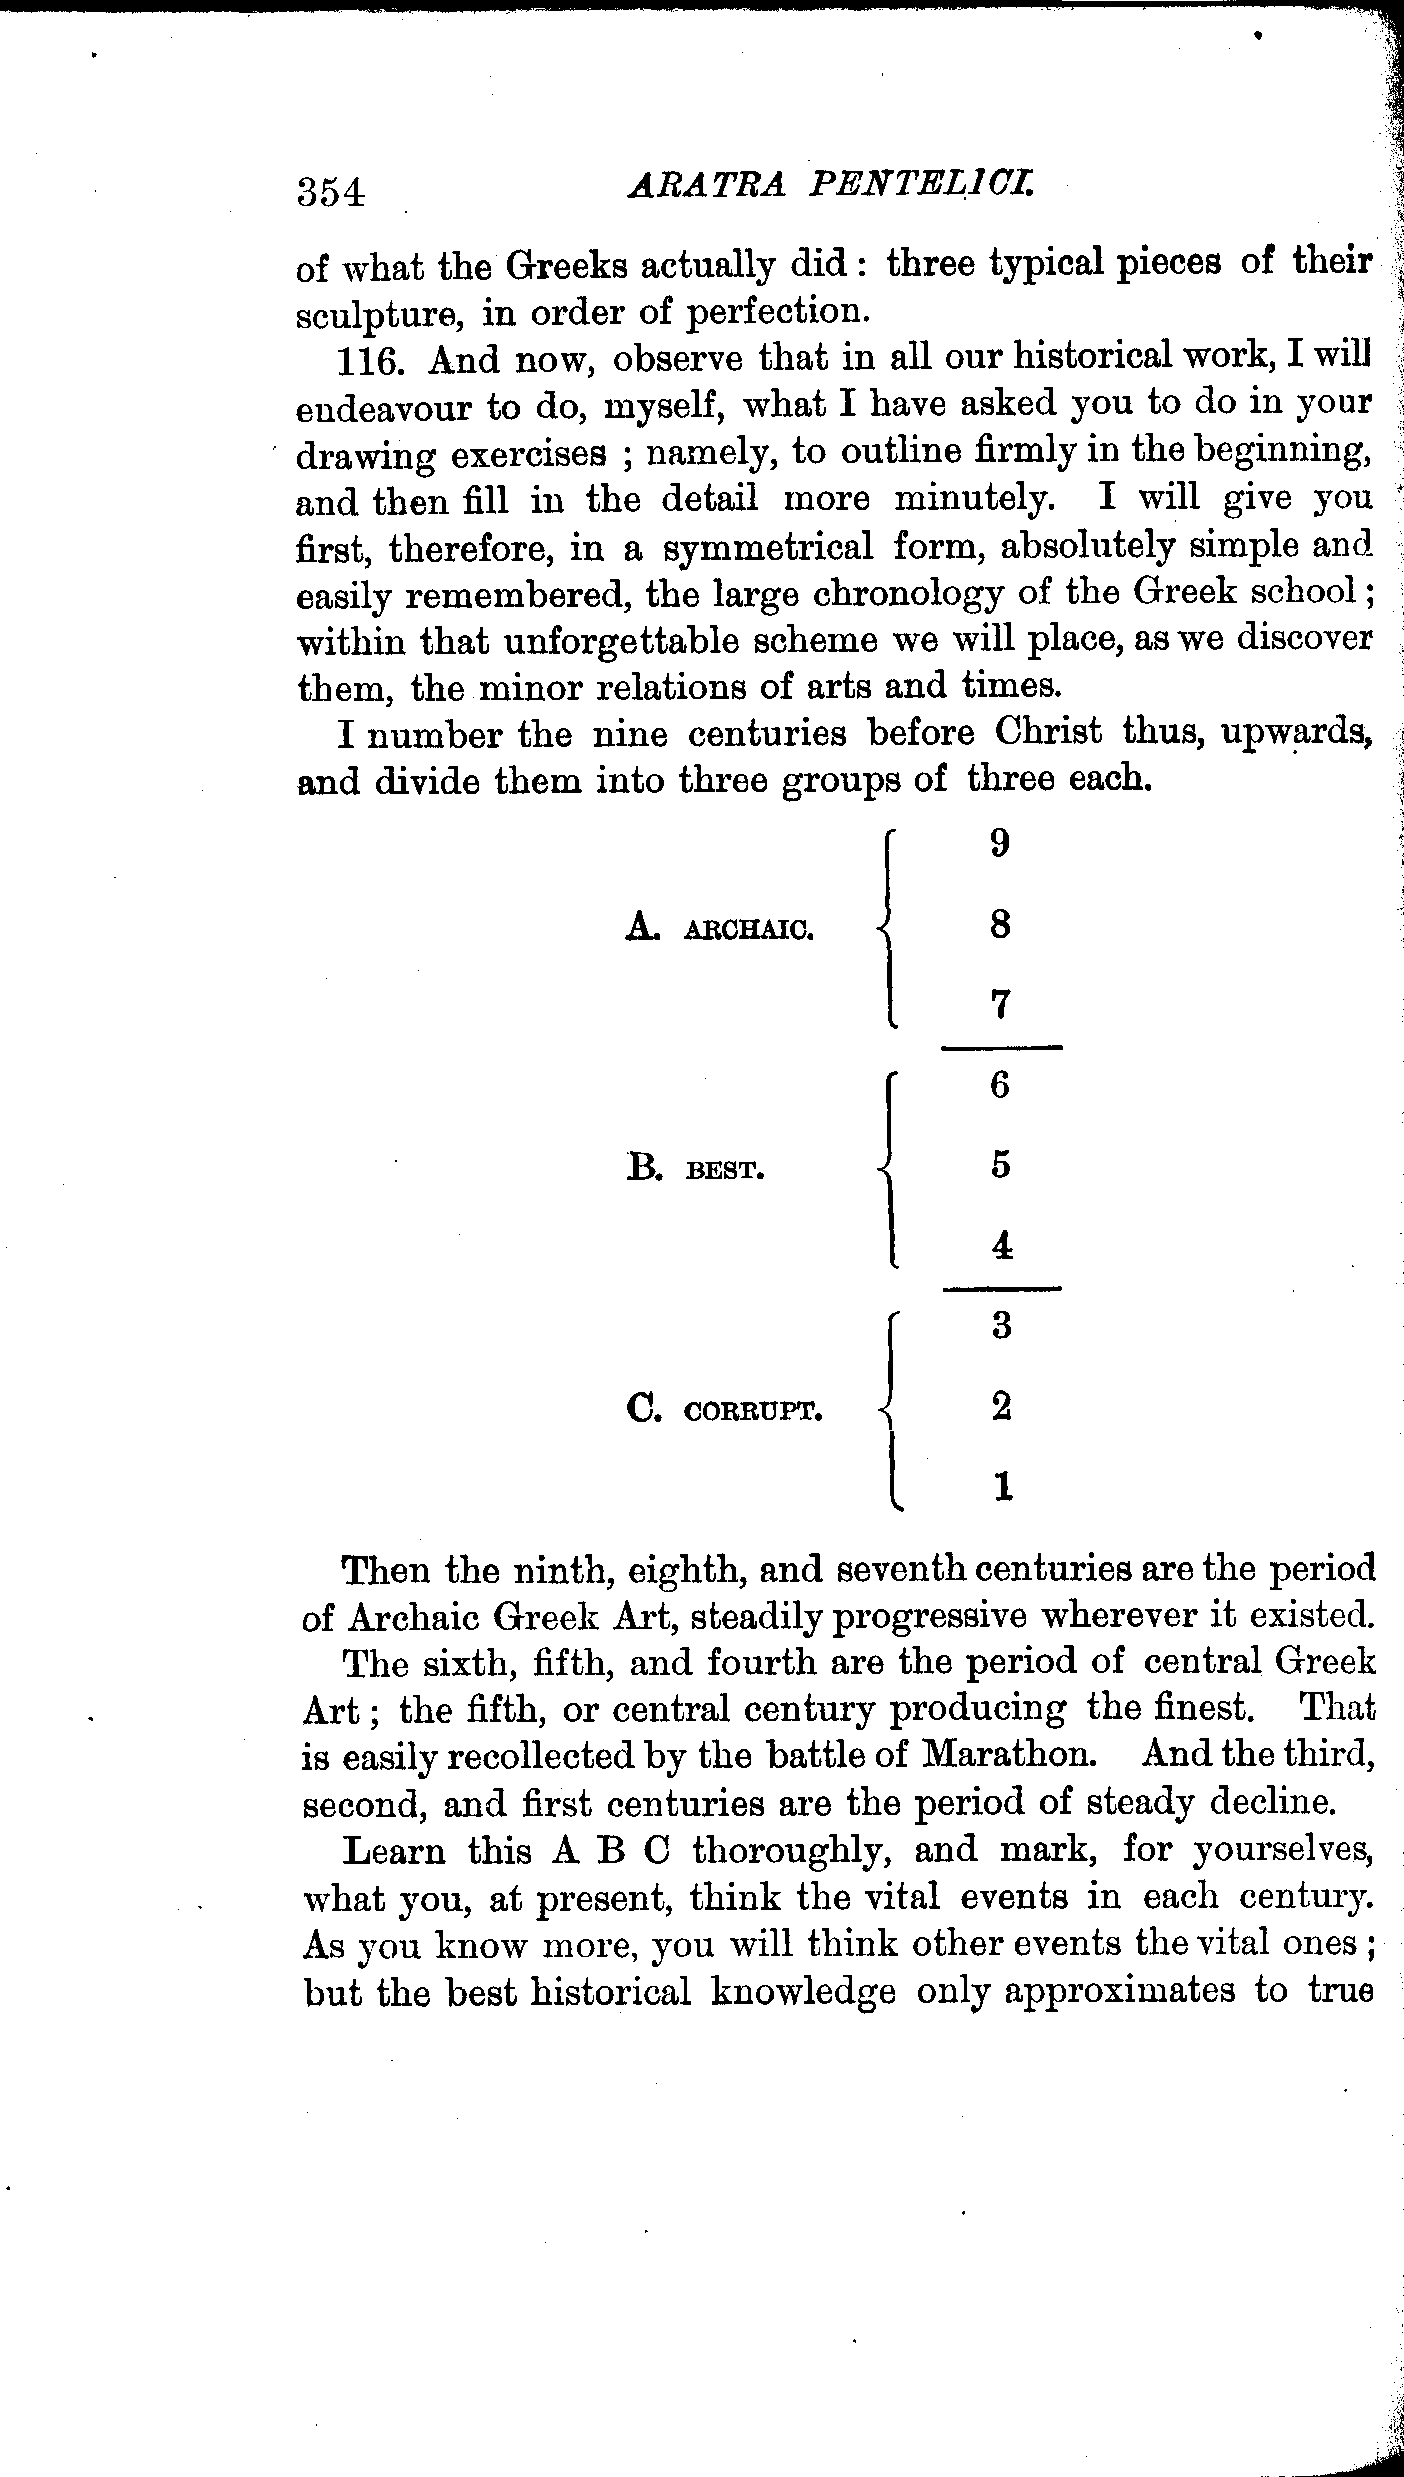 354 ARATRA PENTELICI.
of what the Greeks actually did : three typical pieces of their
sculpture, in order of perfection.
116. And now, observe that in all our historical work, I will
endeavour to do, myself, what I have asked you to do in your
drawing exercises ; namely, to outline firmly in the beginning,
and then fill in the detail more minutely. I will give you
first, therefore, in a symmetrical form, absolutely simple and
easily remembered, the large chronology of the Greek school ;
within that unforgettable scheme we will place, as we discover
them, the minor relations of arts and times.
I number the nine centuries before Christ thus, upwards,
and divide them into three groups of three each.
9
A. ARCHAIC. { 8
7
6
B. BEST. { 5
4
3
C. CORRUPT. { 2
1
Then the ninth, eighth, and seventh centuries are the period
of Archaic Greek Art, steadily progressive wherever it existed.
The sixth, fifth, and fourth are the period of central Greek
Art ; the fifth, or central century producing the finest. That
is easily recollected by the battle of Marathon. And the third,
second, and first centuries are the period of steady decline.
Learn this A B C thoroughly, and mark, for yourselves,
what you, at present, think the vital events in each century.
As you know more, you will think other events the vital ones ;
but the best historical knowledge only approximates to true